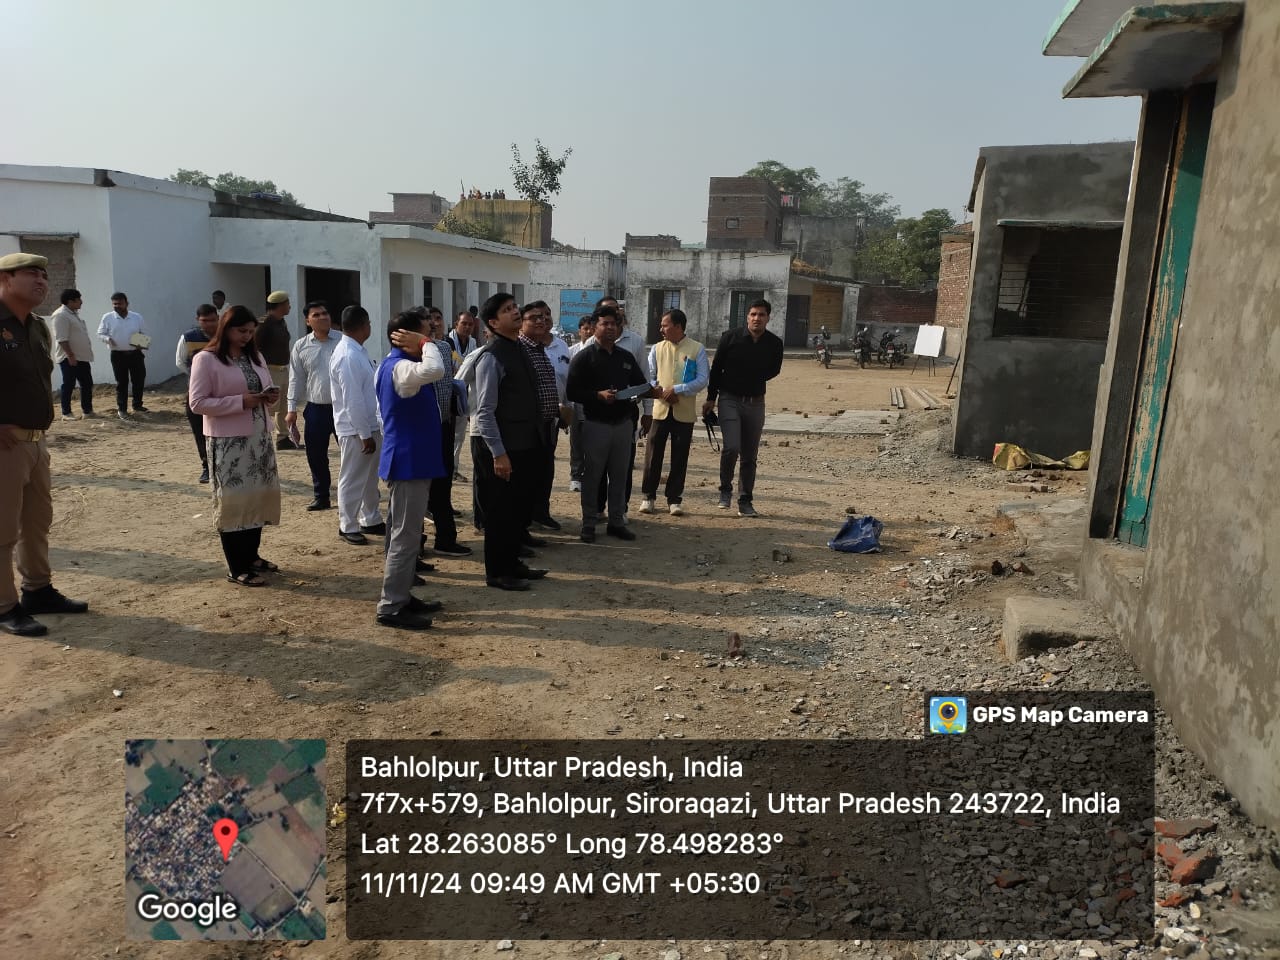 GPS Map Camera
Bahlolpur, Uttar Pradesh, India
7f7x+579, Bahlolpur, Siroraqazi, Uttar Pradesh 243722, India
Lat 28.263085° Long 78.498283°
11/11/24 09:49 AM GMT +05:30
Google